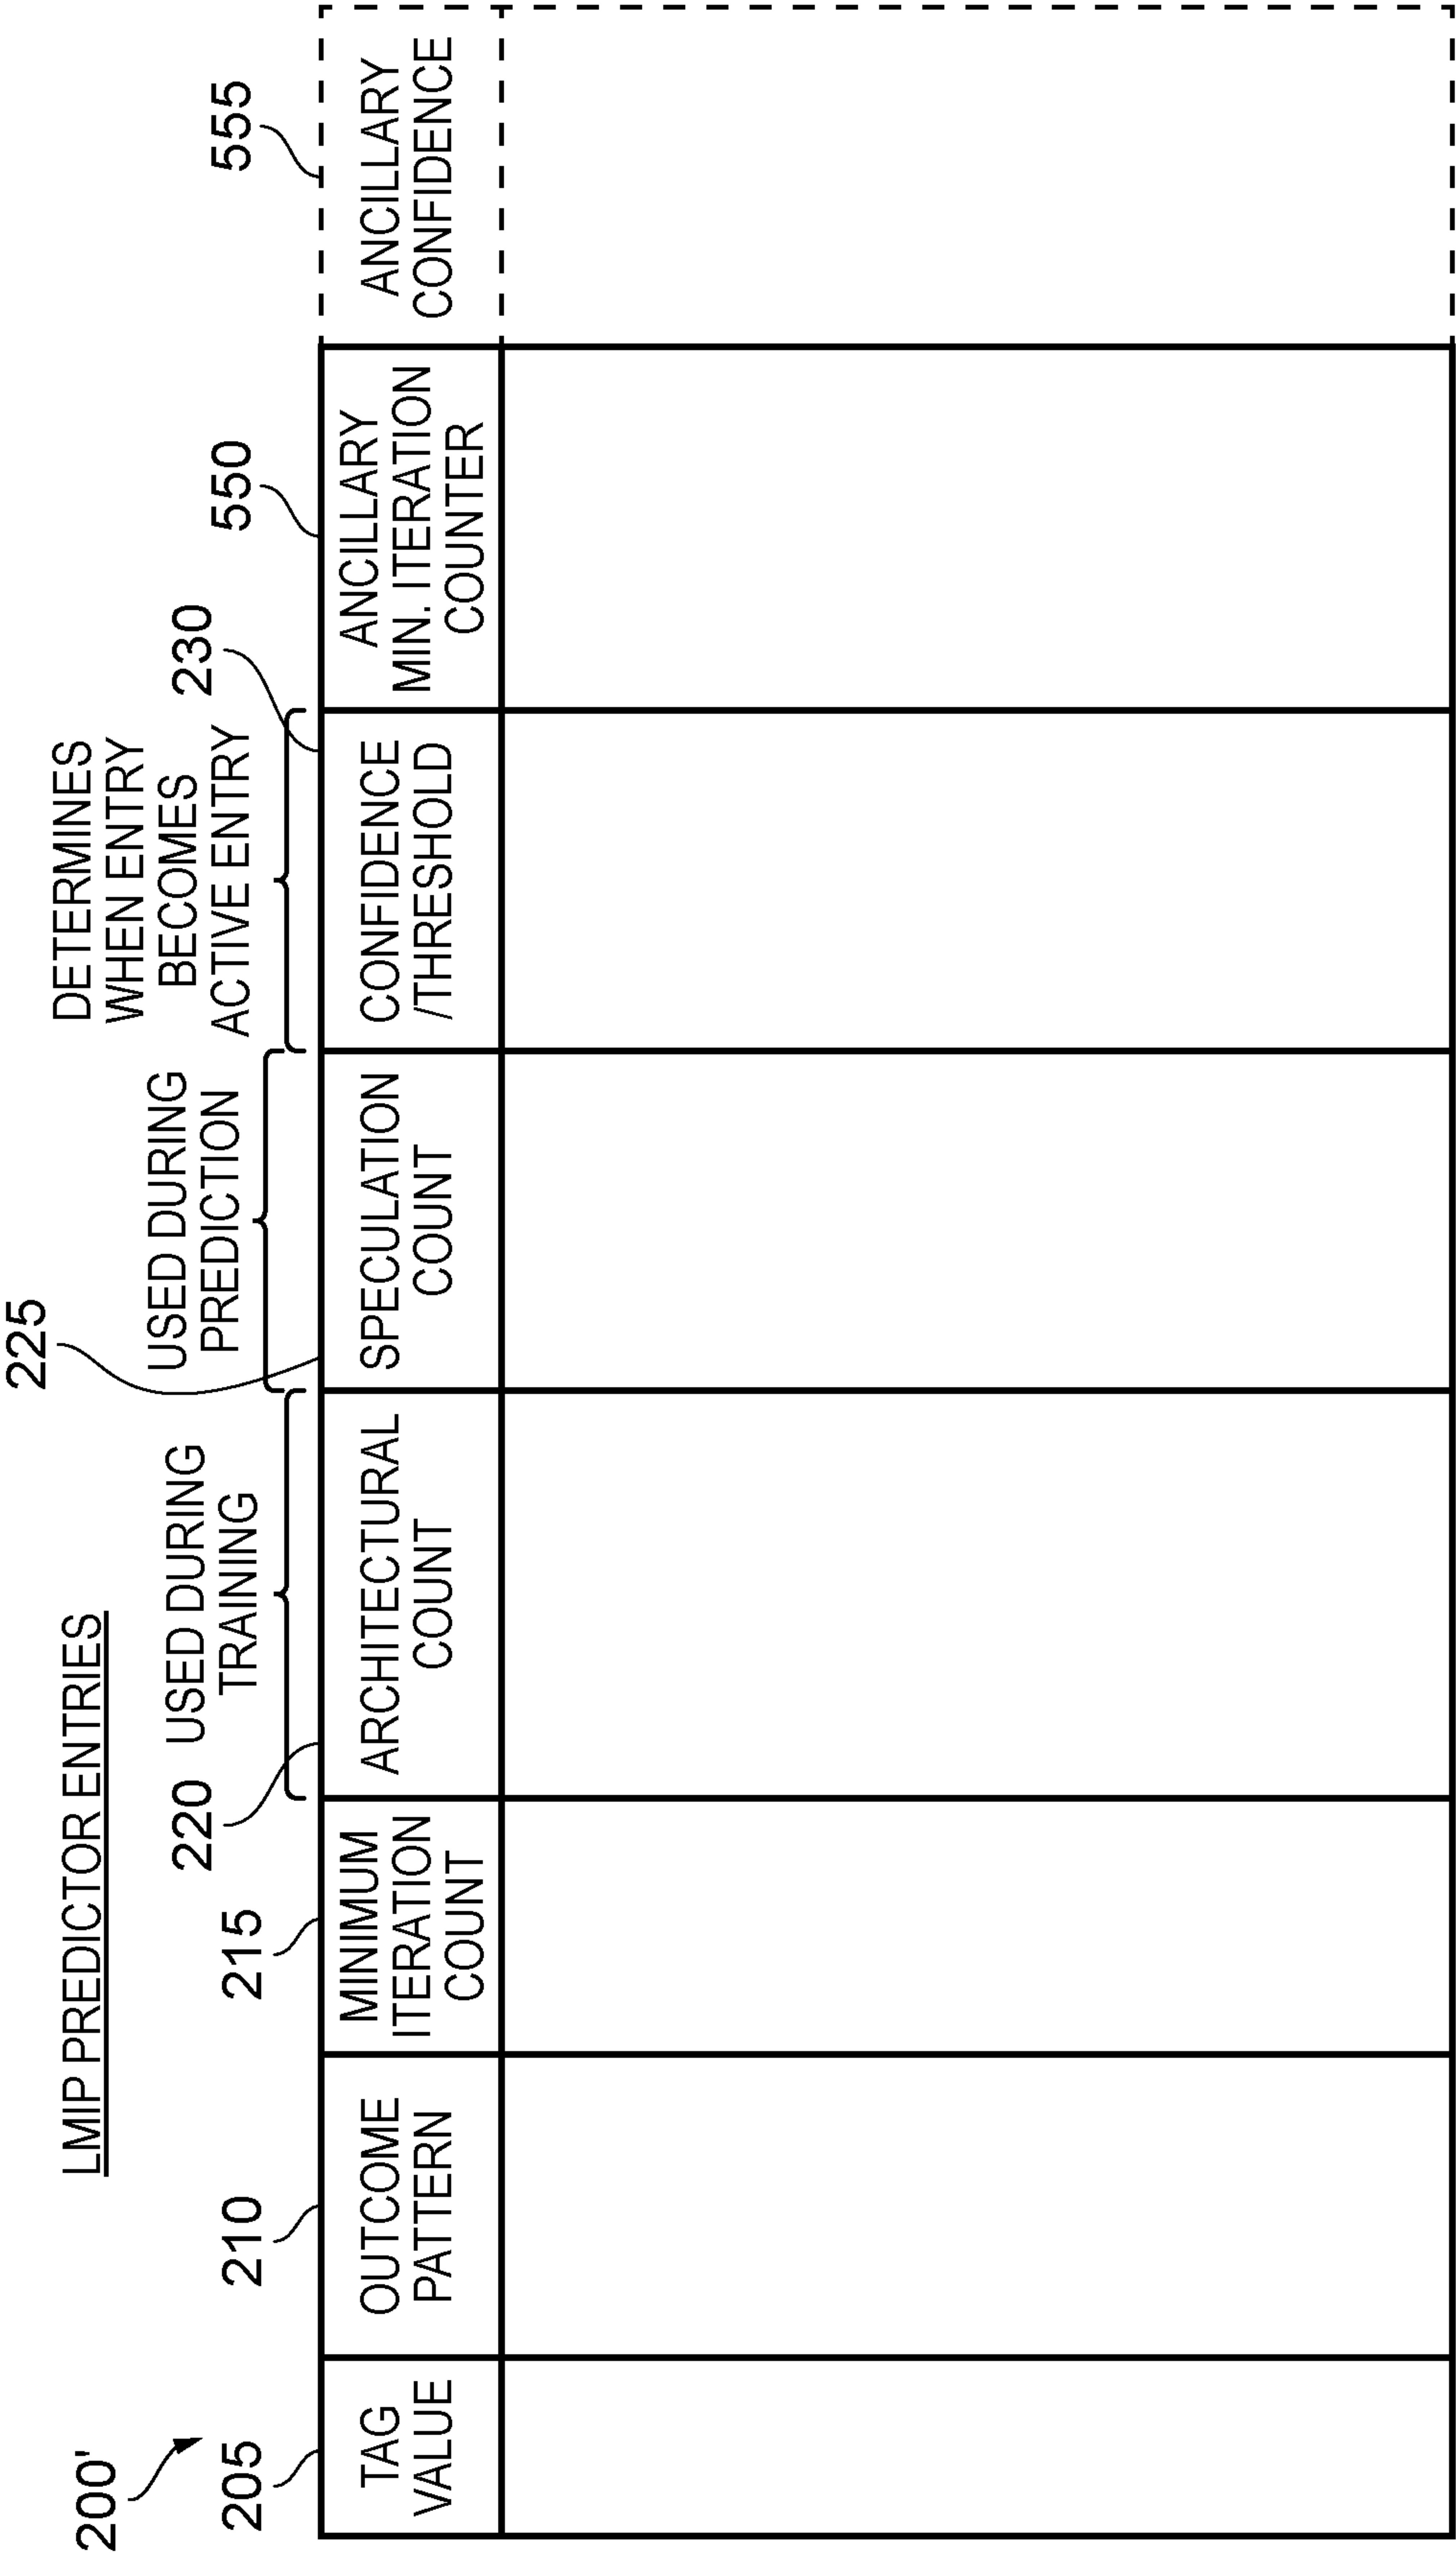 LMIP PREDICTOR ENTRIES
200'
205
210
215
220
USED DURING
TRAINING
225
USED DURING
PREDICTION
DETERMINES
WHEN ENTRY
BECOMES
ACTIVE ENTRY
230
550
555
TAG
VALUE
OUTCOME
PATTERN
MINIMUM
ITERATION
COUNT
ARCHITECTURAL
COUNT
SPECULATION
COUNT
CONFIDENCE
/THRESHOLD
ANCILLARY
MIN. ITERATION
COUNTER
ANCILLARY
CONFIDENCE